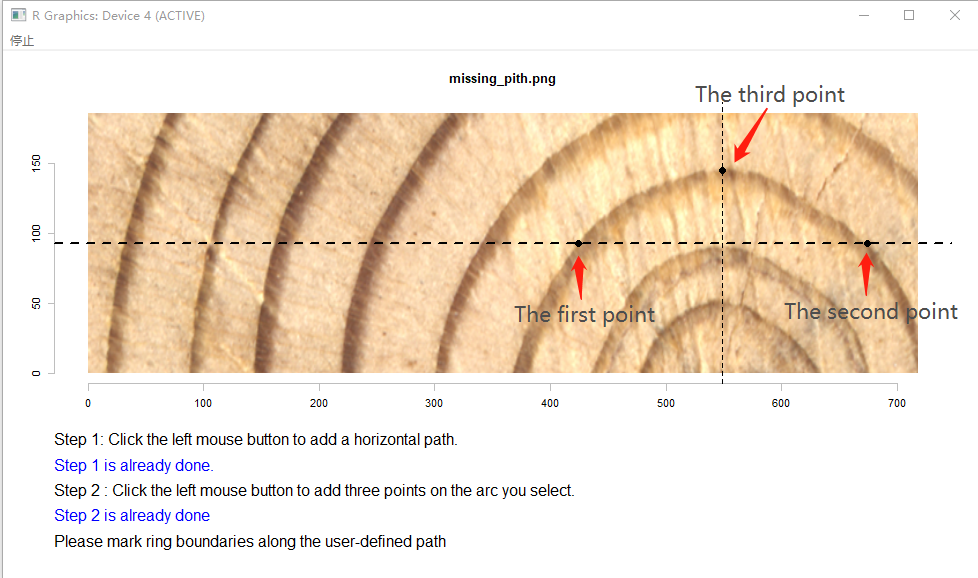 R Graphics: Device 4 (ACTIVE)
停止
missing_pith.png
The third point
150
100
50
0
The first point
The second point
0 100 200 300 400 500 600 700
Step 1: Click the left mouse button to add a horizontal path.
Step 1 is already done.
Step 2 : Click the left mouse button to add three points on the arc you select.
Step 2 is already done
Please mark ring boundaries along the user-defined path